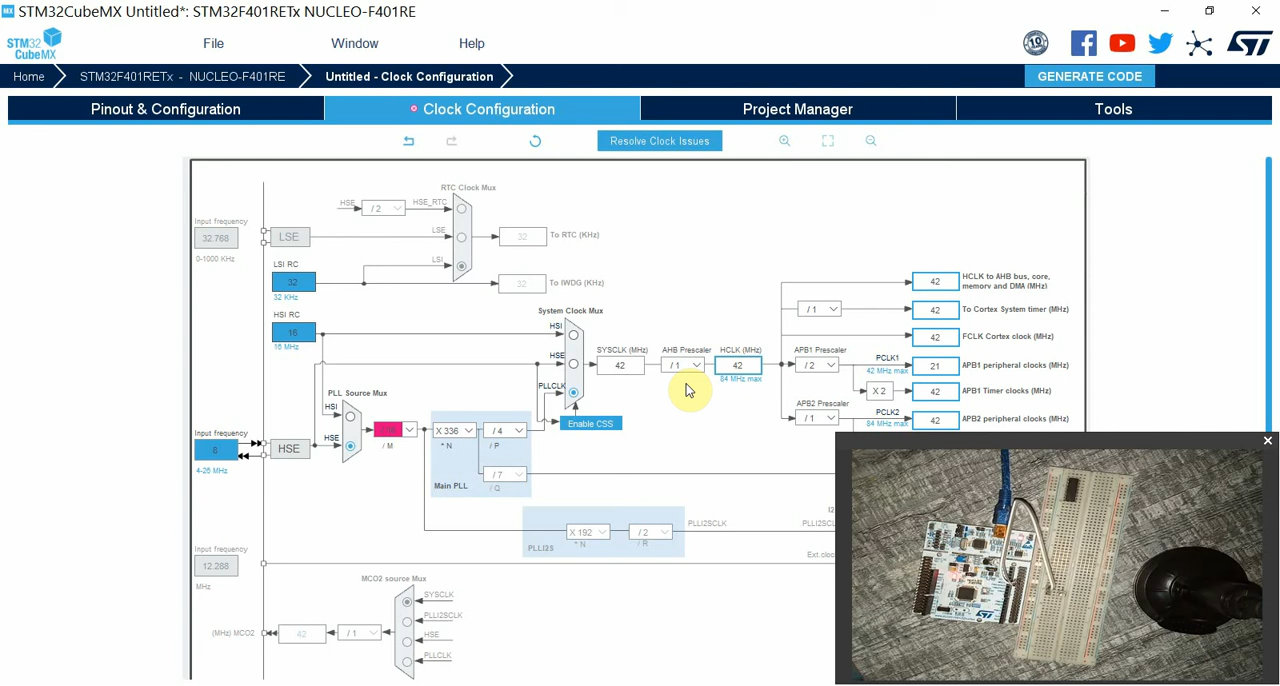 STM32CubeMX Untitled*: STM32F401RETx NUCLEO-F401RE
MX
STM32
CubeMX
File
Window
Help
10
Home
STM32F401RETx - NUCLEO-F401RE
Untitled - Clock Configuration
GENERATE CODE
Pinout & Configuration
Clock Configuration
Project Manager
Tools
Resolve Clock Issues
RTC Clock Mux
HSE
/ 2
HSE_RTC
Input frequency
32.768
0-1000 KHz
LSE
LSE
32
To RTC (KHz)
LSI RC
32
32 KHz
LSI
32
To IWDG (KHz)
HSI RC
16
16 MHz
System Clock Mux
HSI
HSE
PLLCLK
SYSCLK (MHz)
42
AHB Prescaler
/ 1
HCLK (MHz)
42
84 MHz max
42
HCLK to AHB bus, core,
memory and DMA (MHz)
/ 1
42
To Cortex System timer (MHz)
42
FCLK Cortex clock (MHz)
APB1 Prescaler
/ 2
PCLK1
42 MHz max
21
APB1 peripheral clocks (MHz)
X 2
42
APB1 Timer clocks (MHz)
APB2 Prescaler
/ 1
PCLK2
84 MHz max
42
APB2 peripheral clocks (MHz)
PLL Source Mux
HSI
HSE
Input frequency
8
4-26 MHz
HSE
/ M
X 336
* N
/ 4
/ P
/ 7
/ Q
Main PLL
Enable CSS
X 192
* N
/ 2
/ R
PLLI2S
PLLI2SCLK
PLLI2SCL
Ext.cloc
Input frequency
12.288
MHz
MCO2 source Mux
SYSCLK
PLLI2SCLK
HSE
PLLCLK
(MHz) MCO2
42
/ 1